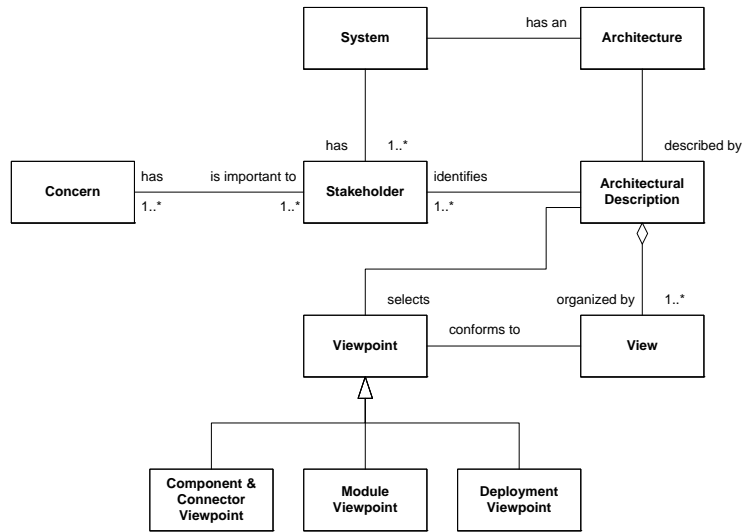 System
has an
Architecture
has
1..*
described by
Concern
has
is important to
1..*
1..*
Stakeholder
identifies
1..*
Architectural
Description
selects
organized by
1..*
Viewpoint
conforms to
View
Component &
Connector
Viewpoint
Module
Viewpoint
Deployment
Viewpoint